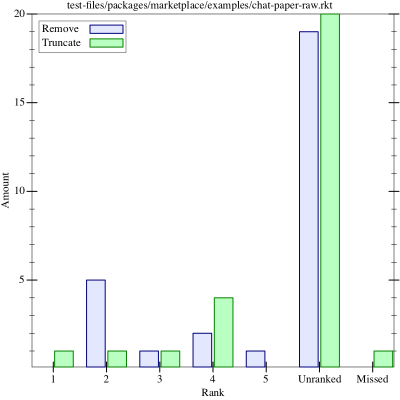 test-files/packages/marketplace/examples/chat-paper-raw.rkt
20
Remove
Truncate
15
Amount
10
5
1 2 3 4 5 Unranked Missed
Rank